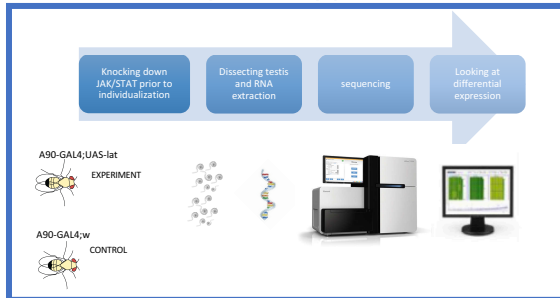 Knocking down
JAK/STAT prior to
individualization
Dissecting testis
and RNA
extraction
sequencing
Looking at
differential
expression
A90-GAL4;UAS-lat
EXPERIMENT
A90-GAL4;w
CONTROL